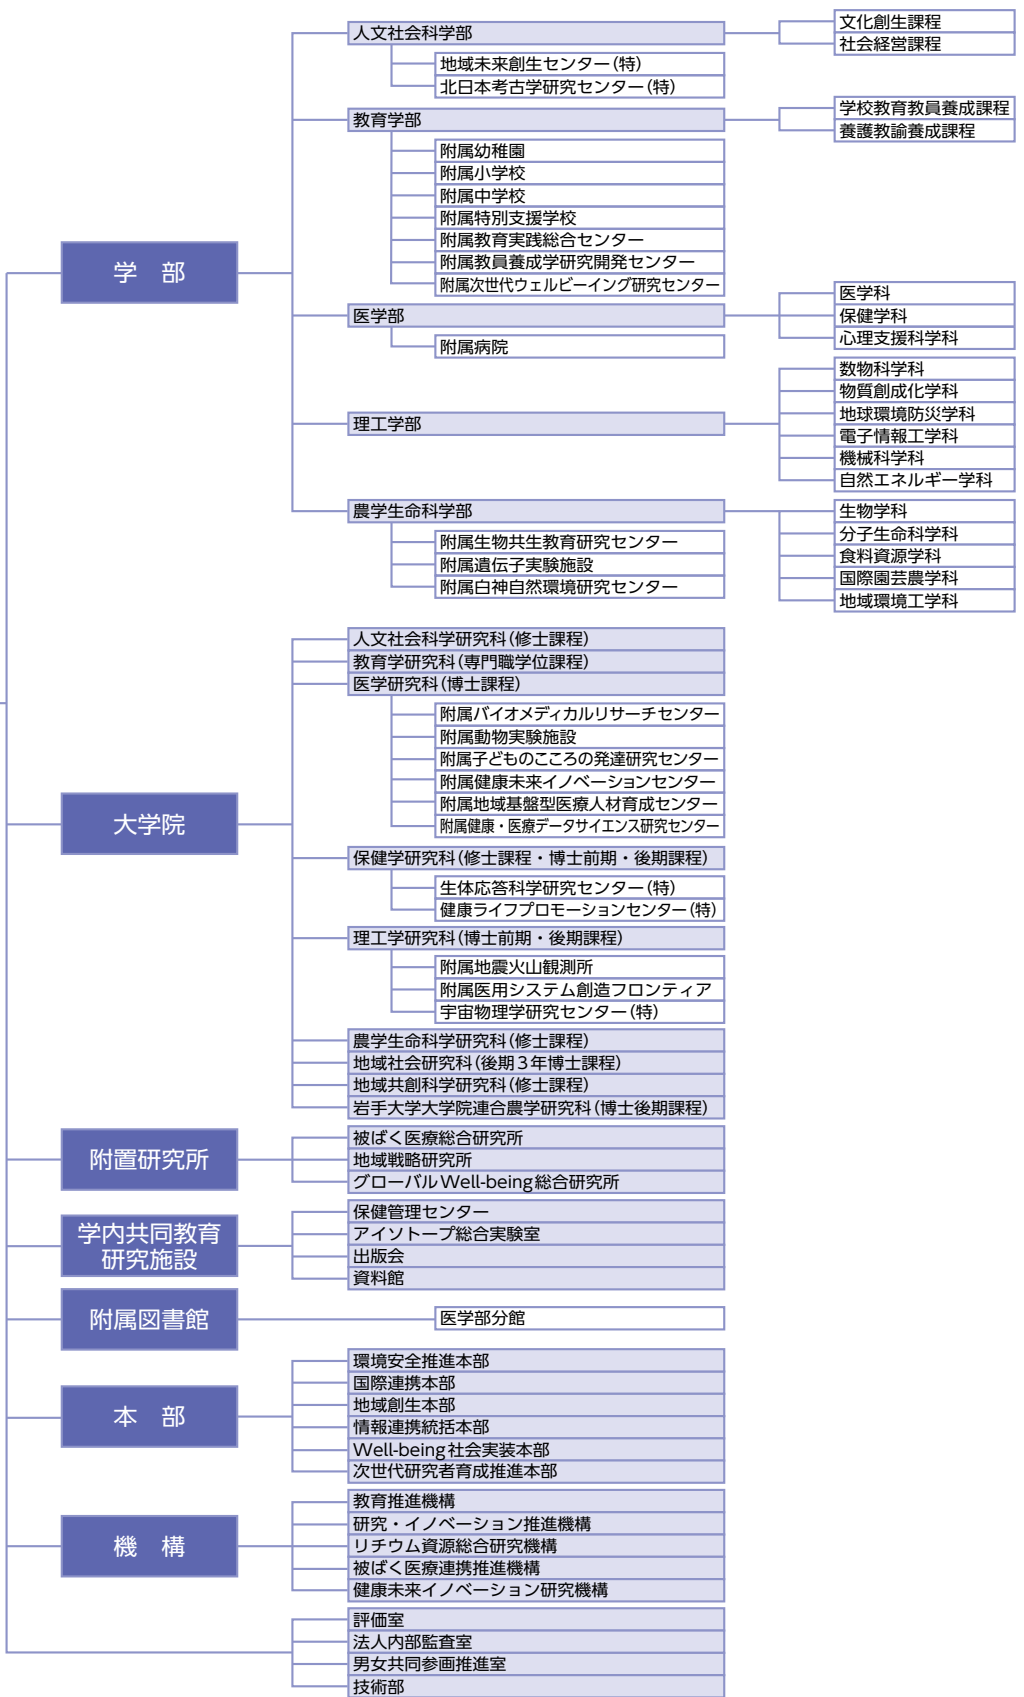 学 部
人文社会科学部
文化創生課程
社会経営課程
地域未来創生センター(特)
北日本考古学研究センター(特)
教育学部
学校教育教員養成課程
養護教諭養成課程
附属幼稚園
附属小学校
附属中学校
附属特別支援学校
附属教育実践総合センター
附属教員養成学研究開発センター
附属次世代ウェルビーイング研究センター
医学部
医学科
保健学科
心理支援科学科
附属病院
理工学部
数物科学科
物質創成化学科
地球環境防災学科
電子情報工学科
機械科学科
自然エネルギー学科
農学生命科学部
生物学科
分子生命科学科
食料資源学科
国際園芸農学科
地域環境工学科
附属生物共生教育研究センター
附属遺伝子実験施設
附属白神自然環境研究センター
大学院
人文社会科学研究科(修士課程)
教育学研究科(専門職学位課程)
医学研究科(博士課程)
附属バイオメディカルリサーチセンター
附属動物実験施設
附属子どものこころの発達研究センター
附属健康未来イノベーションセンター
附属地域基盤型医療人材育成センター
附属健康・医療データサイエンス研究センター
保健学研究科(修士課程・博士前期・後期課程)
生体応答科学研究センター(特)
健康ライフプロモーションセンター(特)
理工学研究科(博士前期・後期課程)
附属地震火山観測所
附属医用システム創造フロンティア
宇宙物理学研究センター(特)
農学生命科学研究科(修士課程)
地域社会研究科(後期3年博士課程)
地域共創科学研究科(修士課程)
岩手大学大学院連合農学研究科(博士後期課程)
附置研究所
被ばく医療総合研究所
地域戦略研究所
グローバルWell-being総合研究所
学内共同教育
研究施設
保健管理センター
アイソトープ総合実験室
出版会
資料館
附属図書館
医学部分館
本 部
環境安全推進本部
国際連携本部
地域創生本部
情報連携統括本部
Well-being社会実装本部
次世代研究者育成推進本部
機 構
教育推進機構
研究・イノベーション推進機構
リチウム資源総合研究機構
被ばく医療連携推進機構
健康未来イノベーション研究機構
評価室
法人内部監査室
男女共同参画推進室
技術部